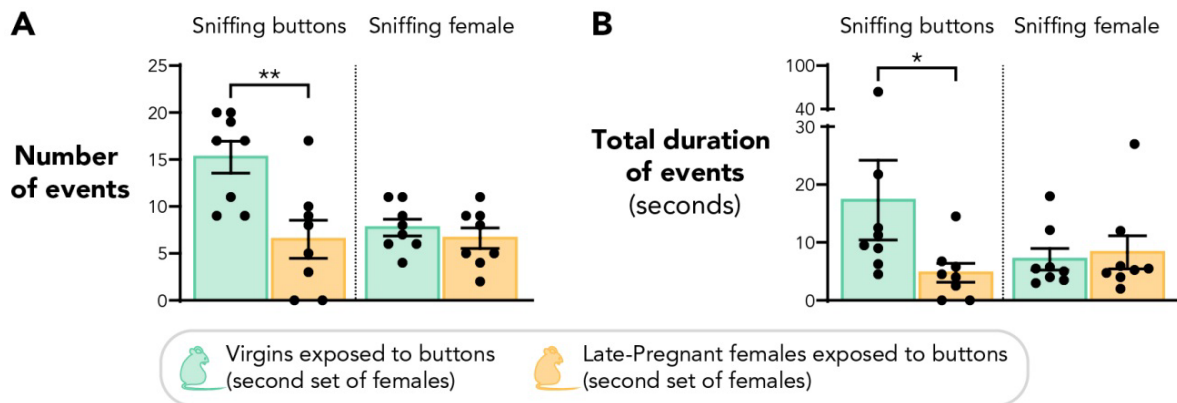 A
Sniffing buttons
Sniffing female
Number
of events
25
20
15
10
5
0
**
B
Sniffing buttons
Sniffing female
Total duration
of events
(seconds)
100
40
30
20
10
0
*
Virgins exposed to buttons
(second set of females)
Late-Pregnant females exposed to buttons
(second set of females)